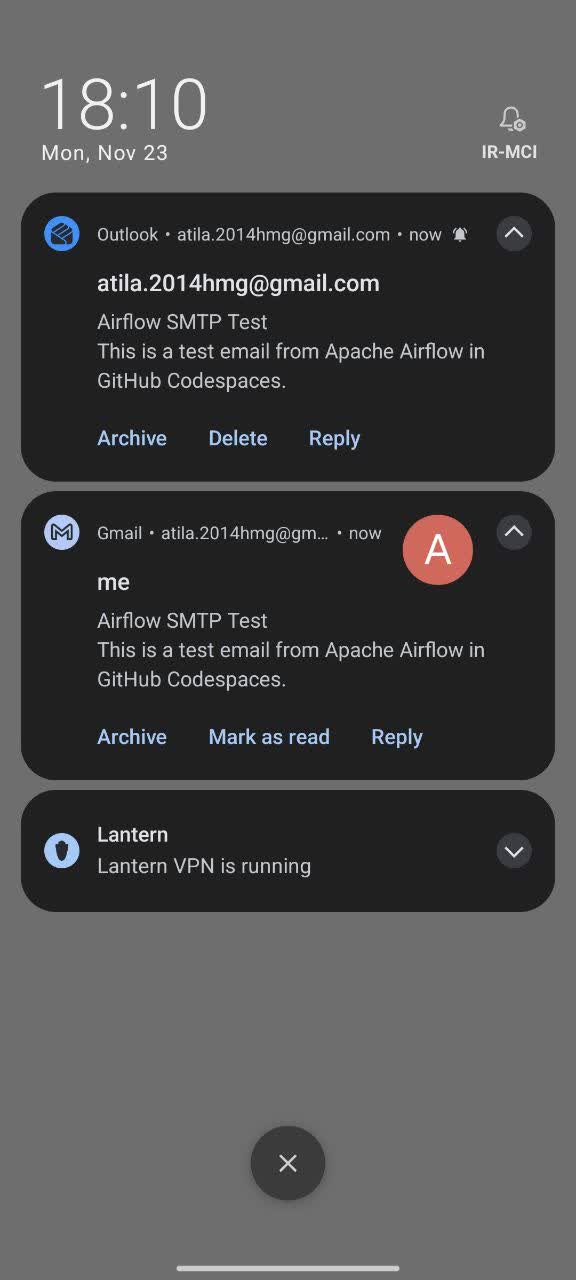 18:10
Mon, Nov 23
IR-MCI
Outlook • atila.2014hmg@gmail.com • now
atila.2014hmg@gmail.com
Airflow SMTP Test
This is a test email from Apache Airflow in
GitHub Codespaces.
Archive Delete Reply
Gmail • atila.2014hmg@gm... • now
A
me
Airflow SMTP Test
This is a test email from Apache Airflow in
GitHub Codespaces.
Archive Mark as read Reply
Lantern
Lantern VPN is running